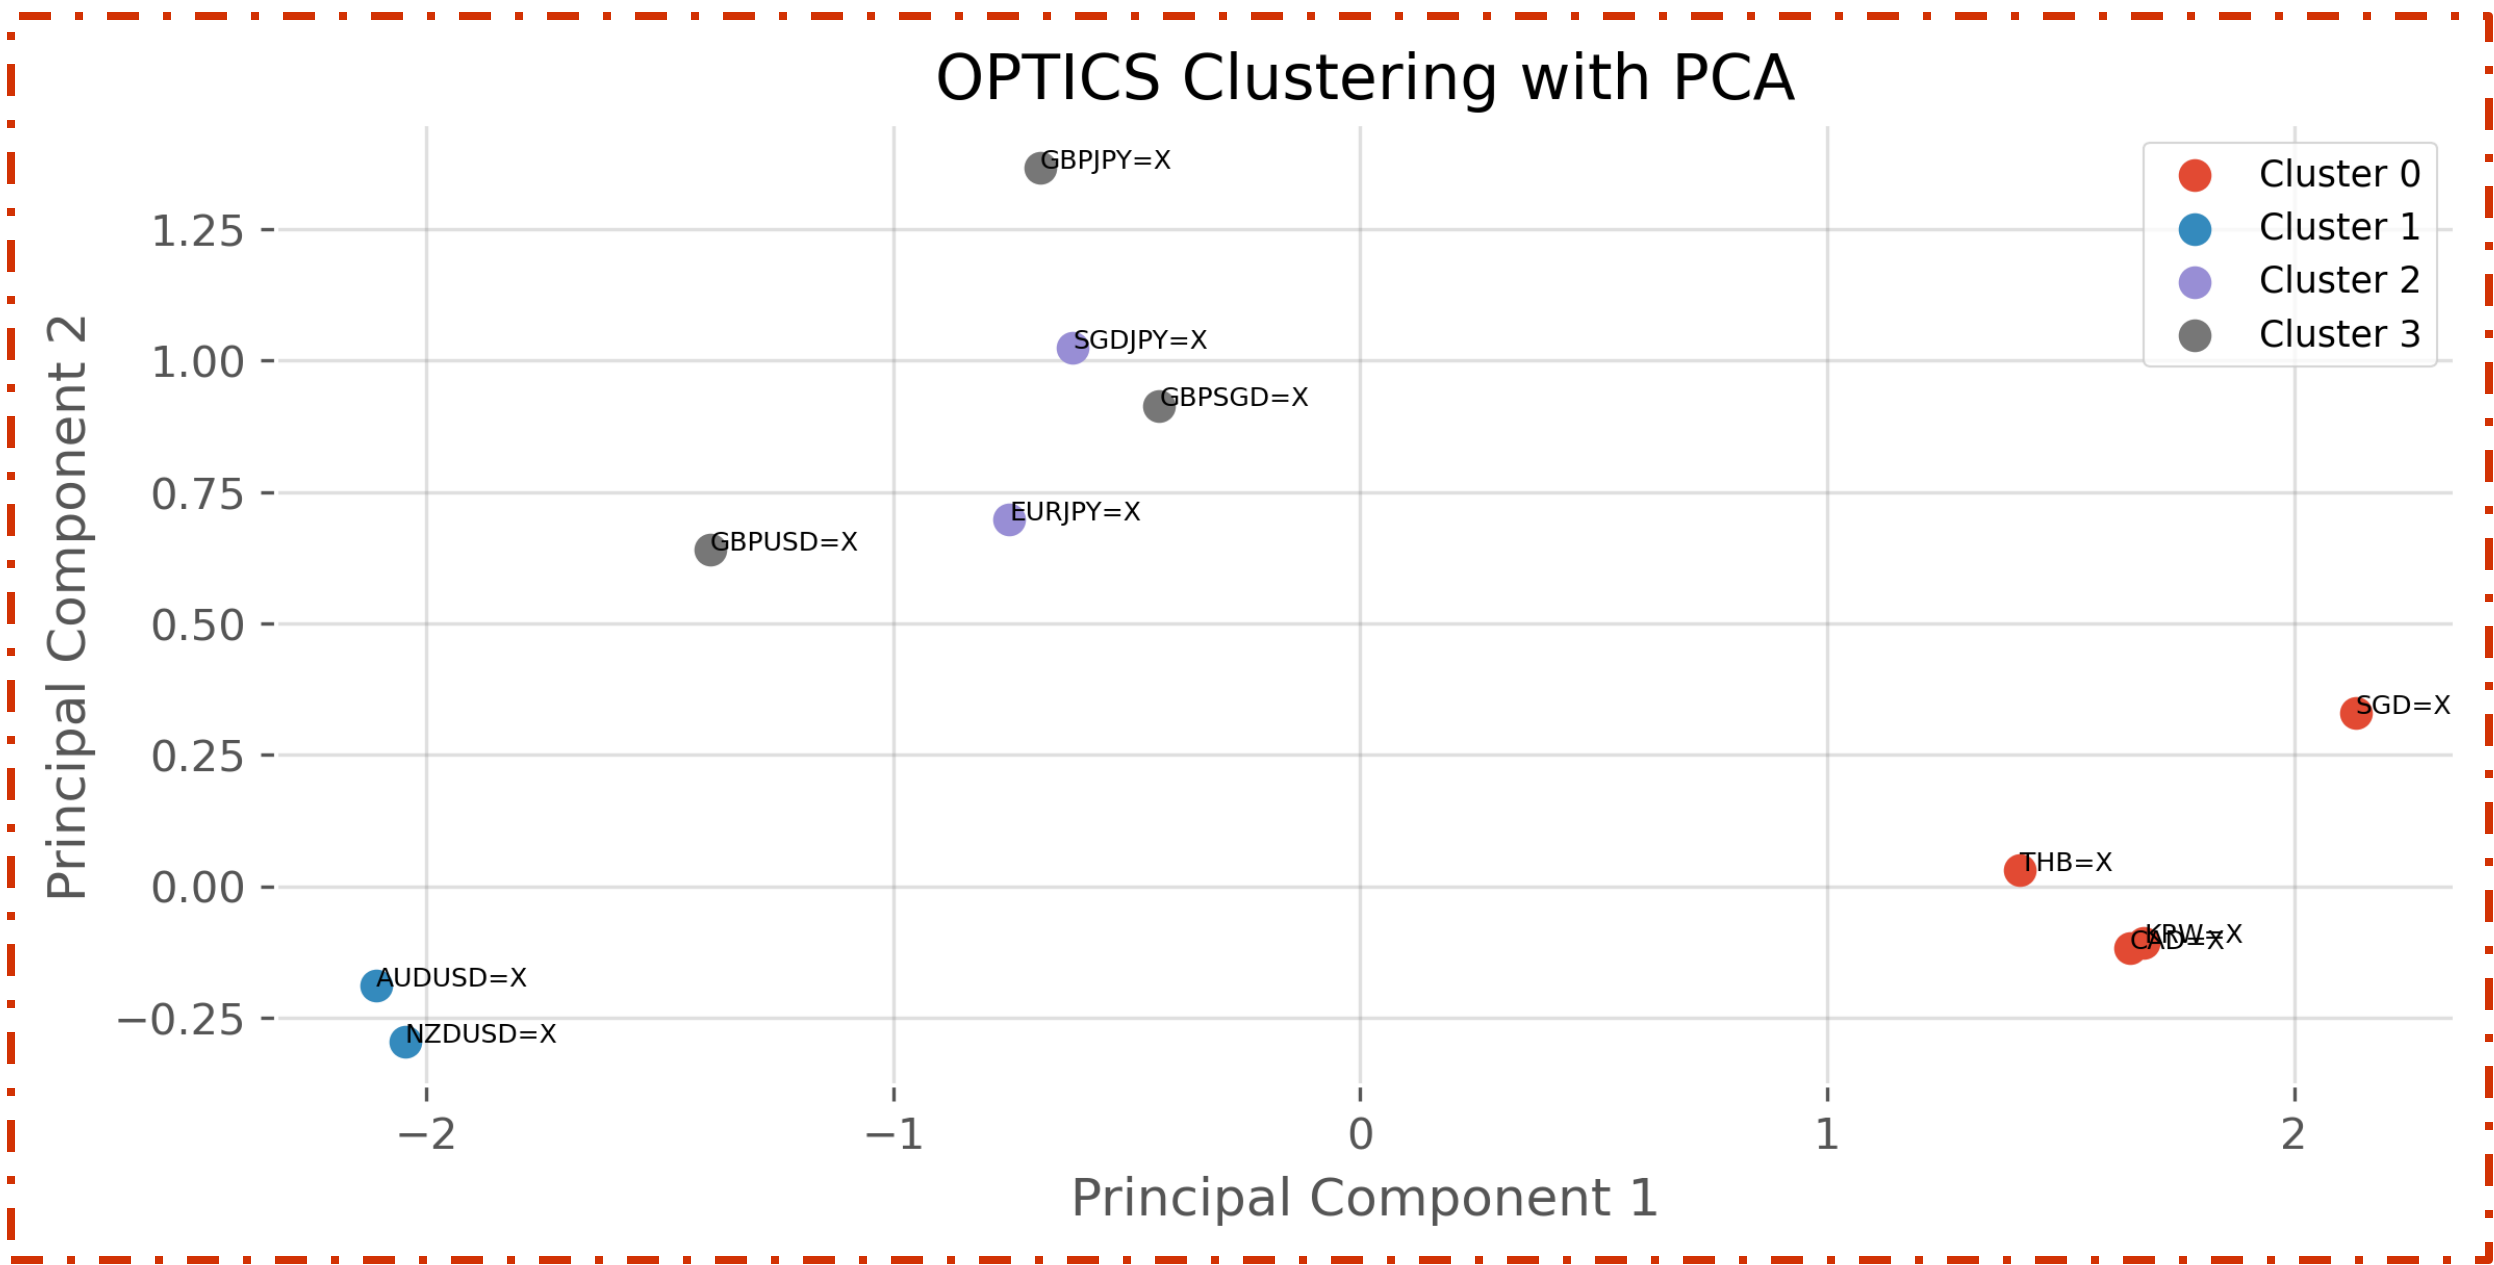 OPTICS Clustering with PCA
GBPJPY=X
Cluster 0
Cluster 1
Cluster 2
Cluster 3
1.25
SGDJPY=X
1.00
GBPSGD=X
0.75
EURJPY=X
GBPUSD=X
0.50
SGD=X
0.25
THB=X
0.00
KRW=X
CAD=X
AUDUSD=X
−0.25
NZDUSD=X
Principal Component 2
−2
−1
0
1
2
Principal Component 1